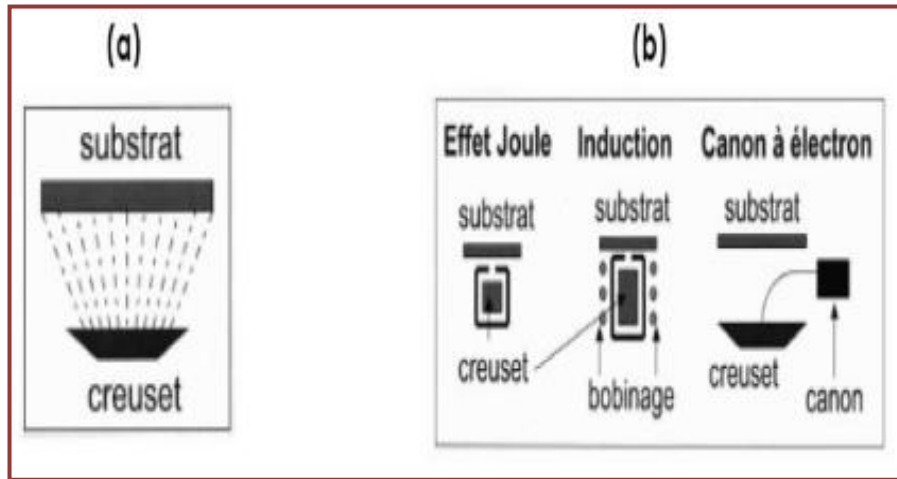 (a)
substrat
creuset
(b)
Effet Joule Induction Canon à électron
substrat substrat substrat
creuset bobinage creuset canon